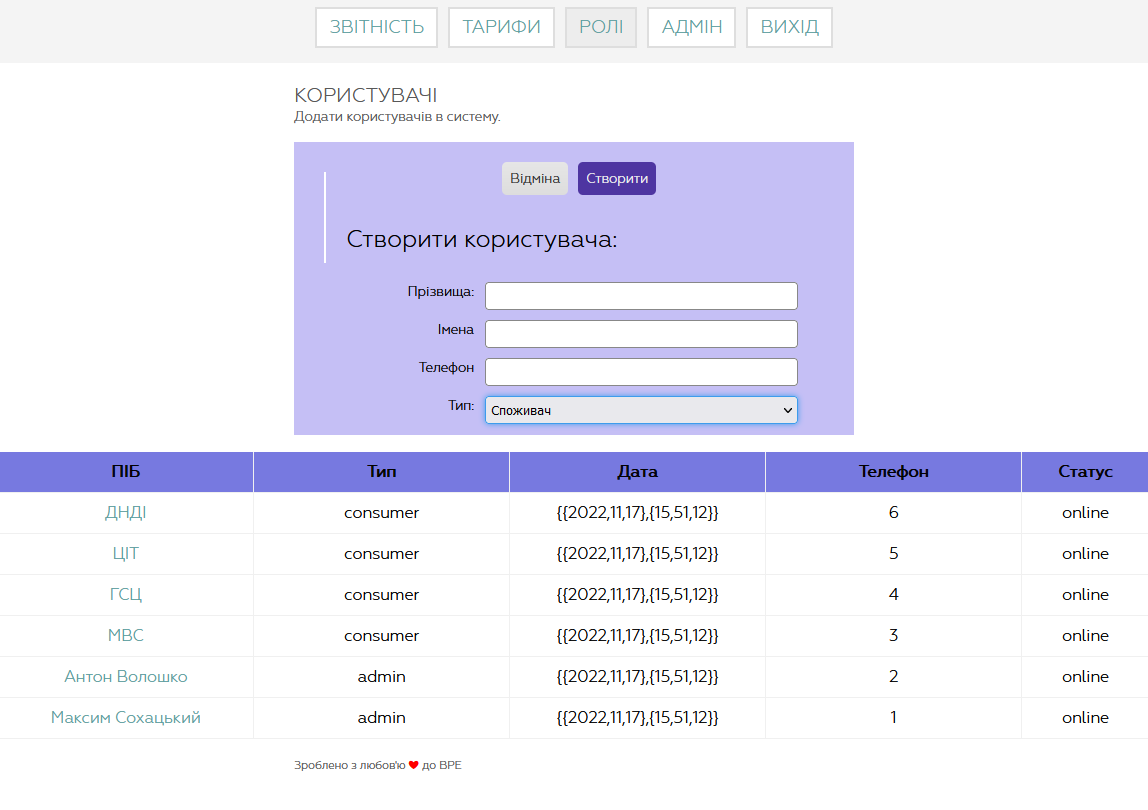 ЗВІТНІСТЬ ТАРИФИ РОЛІ АДМІН ВИХІД
КОРИСТУВАЧІ
Додати користувачів в систему.
Відміна Створити
Створити користувача:
Прізвища:
Імена
Телефон
Тип: Споживач
ПІБ Тип Дата Телефон Статус
ДНДІ consumer {{2022,11,17},{15,51,12}} 6 online
ЦІТ consumer {{2022,11,17},{15,51,12}} 5 online
ГСЦ consumer {{2022,11,17},{15,51,12}} 4 online
МВС consumer {{2022,11,17},{15,51,12}} 3 online
Антон Волошко admin {{2022,11,17},{15,51,12}} 2 online
Максим Сохацький admin {{2022,11,17},{15,51,12}} 1 online
Зроблено з любов'ю ❤ до BPE